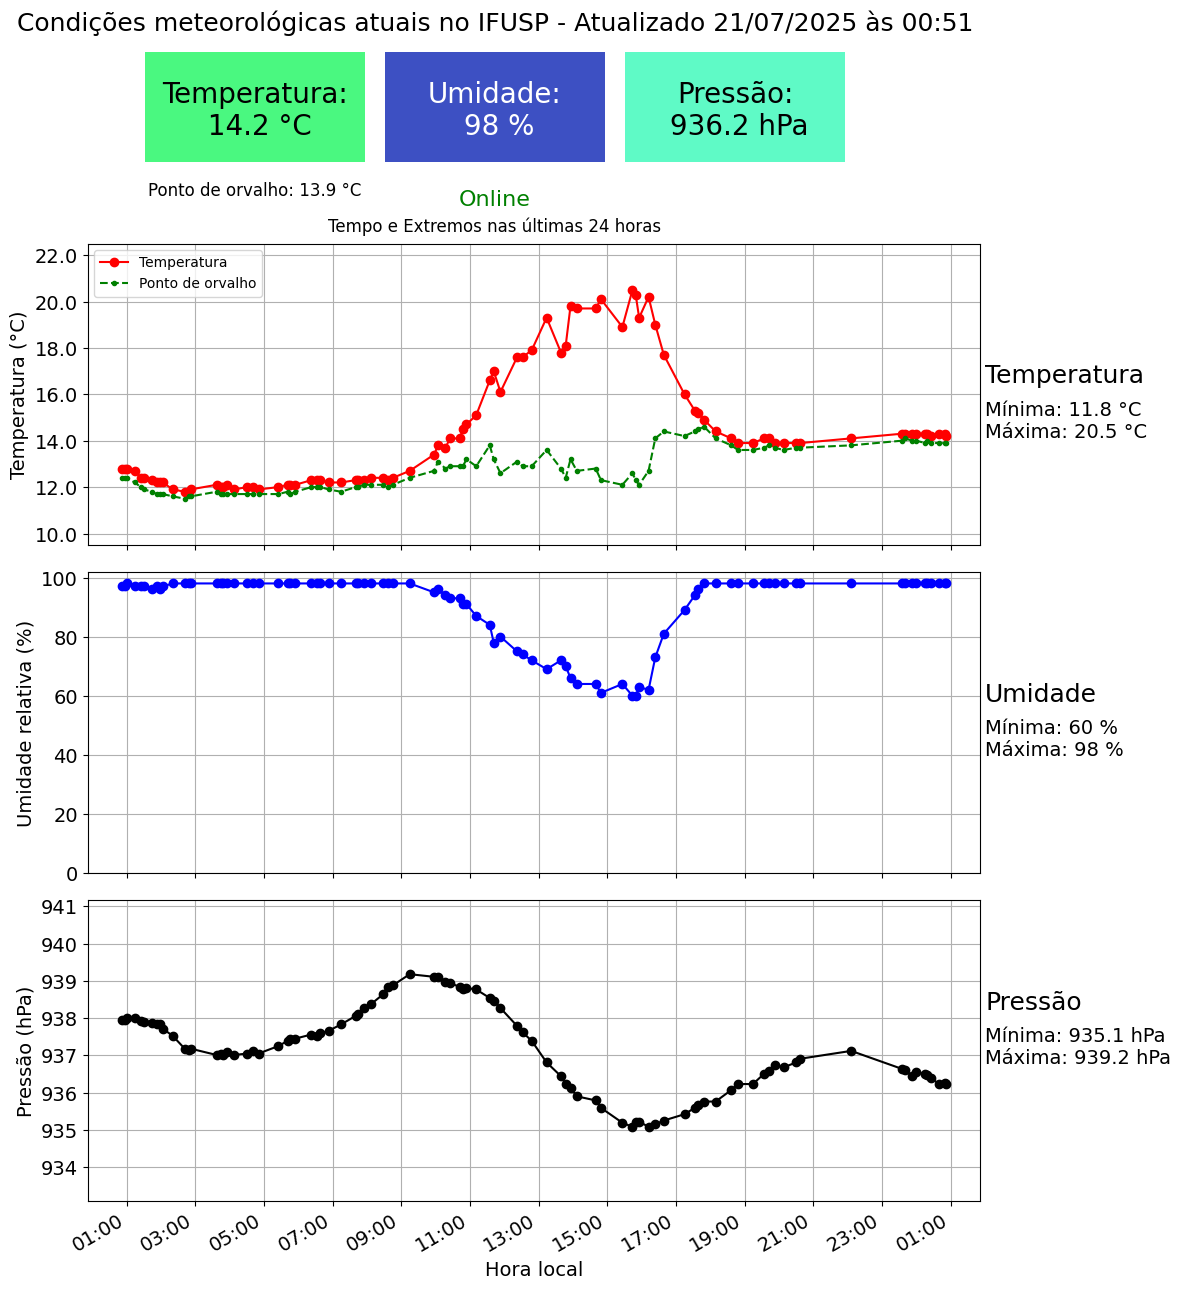 Condições meteorológicas atuais no IFUSP - Atualizado 21/07/2025 às 00:51
Temperatura:
14.2 °C
Umidade:
98 %
Pressão:
936.2 hPa
Ponto de orvalho: 13.9 °C
Online
Tempo e Extremos nas últimas 24 horas
Temperatura (°C)
22.0
20.0
18.0
16.0
14.0
12.0
10.0
Temperatura
Ponto de orvalho
Temperatura
Mínima: 11.8 °C
Máxima: 20.5 °C
Umidade relativa (%)
100
80
60
40
20
0
Umidade
Mínima: 60 %
Máxima: 98 %
Pressão (hPa)
941
940
939
938
937
936
935
934
Pressão
Mínima: 935.1 hPa
Máxima: 939.2 hPa
01:00 03:00 05:00 07:00 09:00 11:00 13:00 15:00 17:00 19:00 21:00 23:00 01:00
Hora local